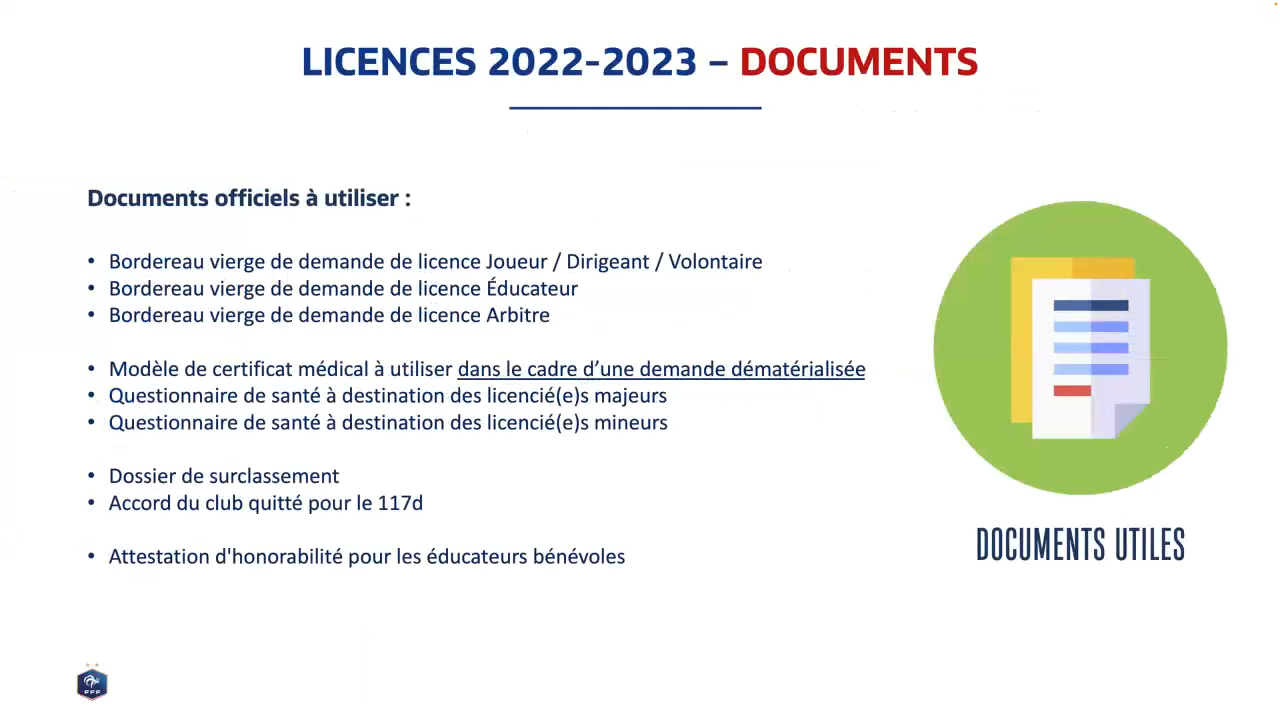 LICENCES 2022-2023 – DOCUMENTS
Documents officiels à utiliser :
• Bordereau vierge de demande de licence Joueur / Dirigeant / Volontaire
• Bordereau vierge de demande de licence Éducateur
• Bordereau vierge de demande de licence Arbitre
• Modèle de certificat médical à utiliser dans le cadre d’une demande dématérialisée
• Questionnaire de santé à destination des licencié(e)s majeurs
• Questionnaire de santé à destination des licencié(e)s mineurs
• Dossier de surclassement
• Accord du club quitté pour le 117d
• Attestation d'honorabilité pour les éducateurs bénévoles
DOCUMENTS UTILES
FFF